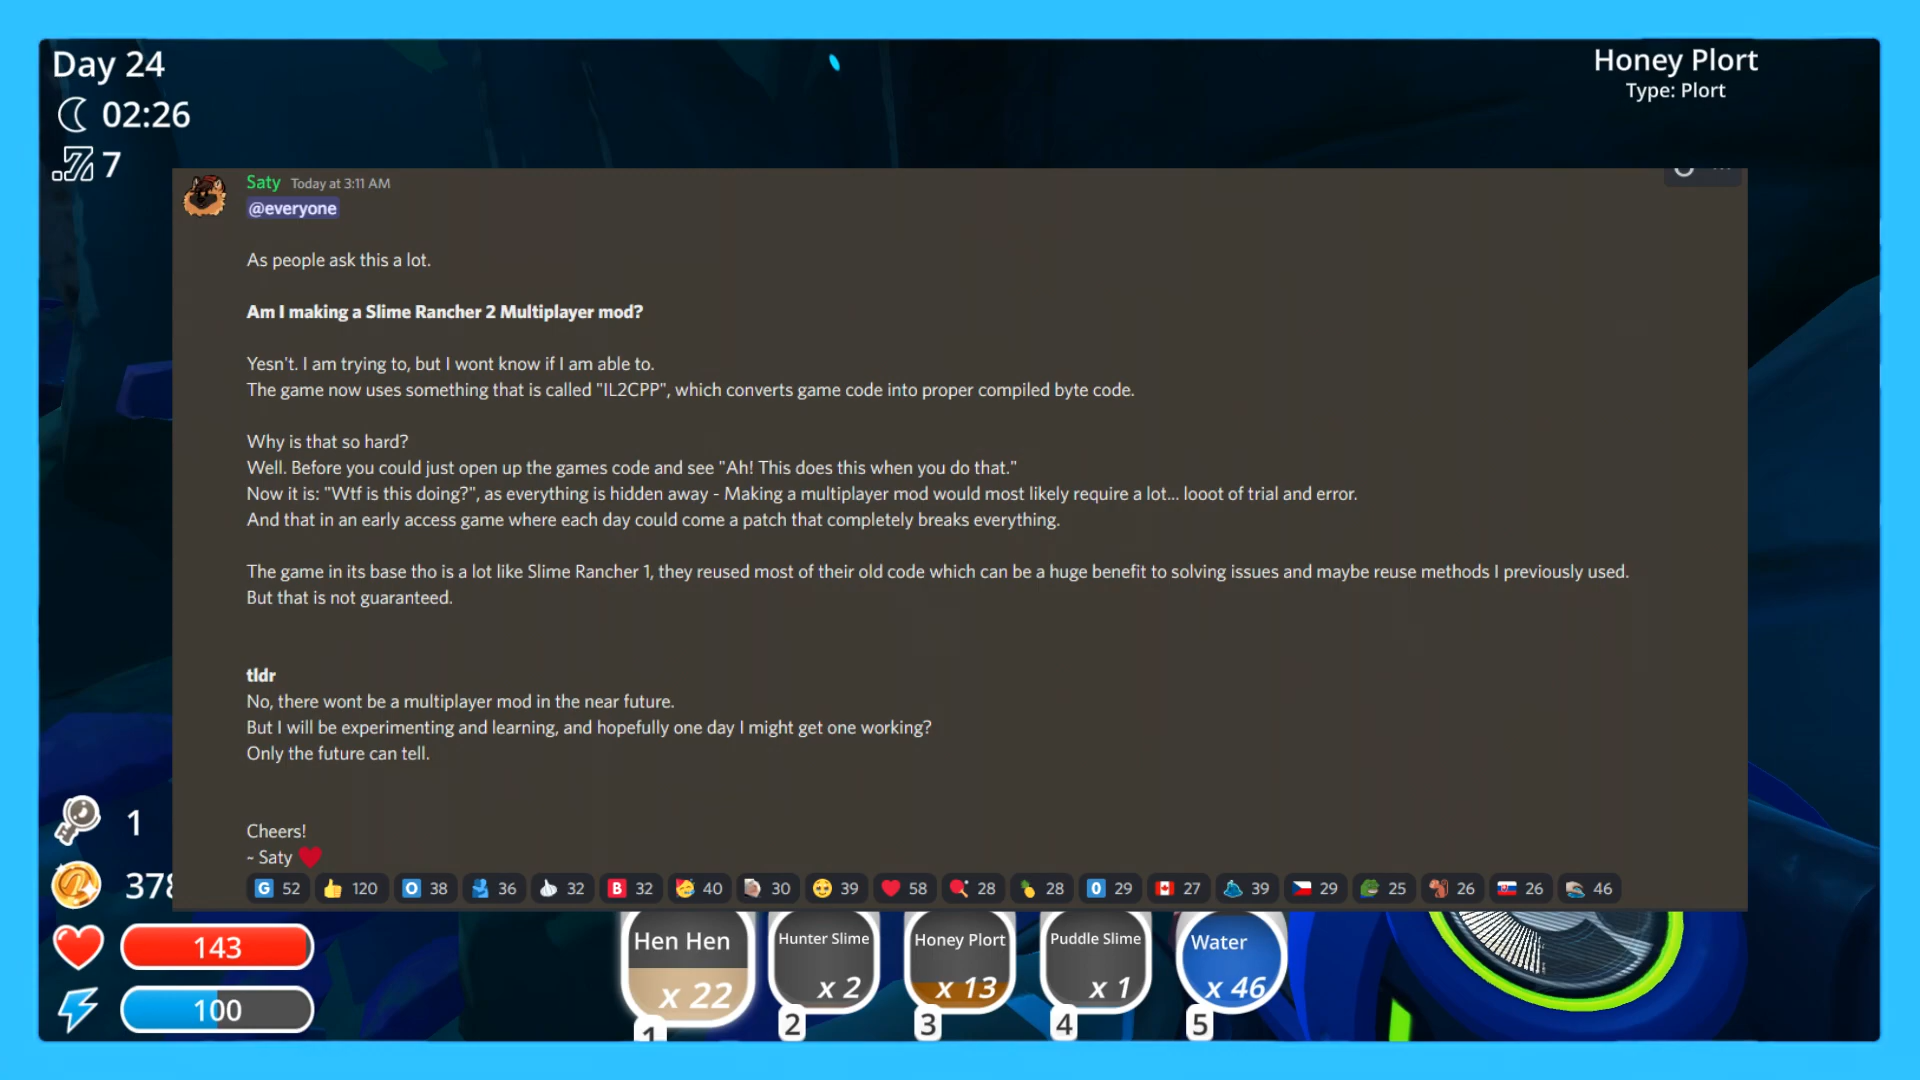 Day 24
02:26
7
Honey Plort
Type: Plort
Saty Today at 3:11 AM
@everyone
As people ask this a lot.
Am I making a Slime Rancher 2 Multiplayer mod?
Yesn't. I am trying to, but I wont know if I am able to.
The game now uses something that is called "IL2CPP", which converts game code into proper compiled byte code.
Why is that so hard?
Well. Before you could just open up the games code and see "Ah! This does this when you do that."
Now it is: "Wtf is this doing?", as everything is hidden away - Making a multiplayer mod would most likely require a lot... looot of trial and error.
And that in an early access game where each day could come a patch that completely breaks everything.
The game in its base tho is a lot like Slime Rancher 1, they reused most of their old code which can be a huge benefit to solving issues and maybe reuse methods I previously used.
But that is not guaranteed.
tldr
No, there wont be a multiplayer mod in the near future.
But I will be experimenting and learning, and hopefully one day I might get one working?
Only the future can tell.
Cheers!
~ Saty
G 52 120 O 38 36 32 B 32 40 30 39 58 28 28 0 29 27 39 29 25 26 26 46
1
378
143
100
Hen Hen
x 22
1
Hunter Slime
x 2
2
Honey Plort
x 13
3
Puddle Slime
x 1
4
Water
x 46
5